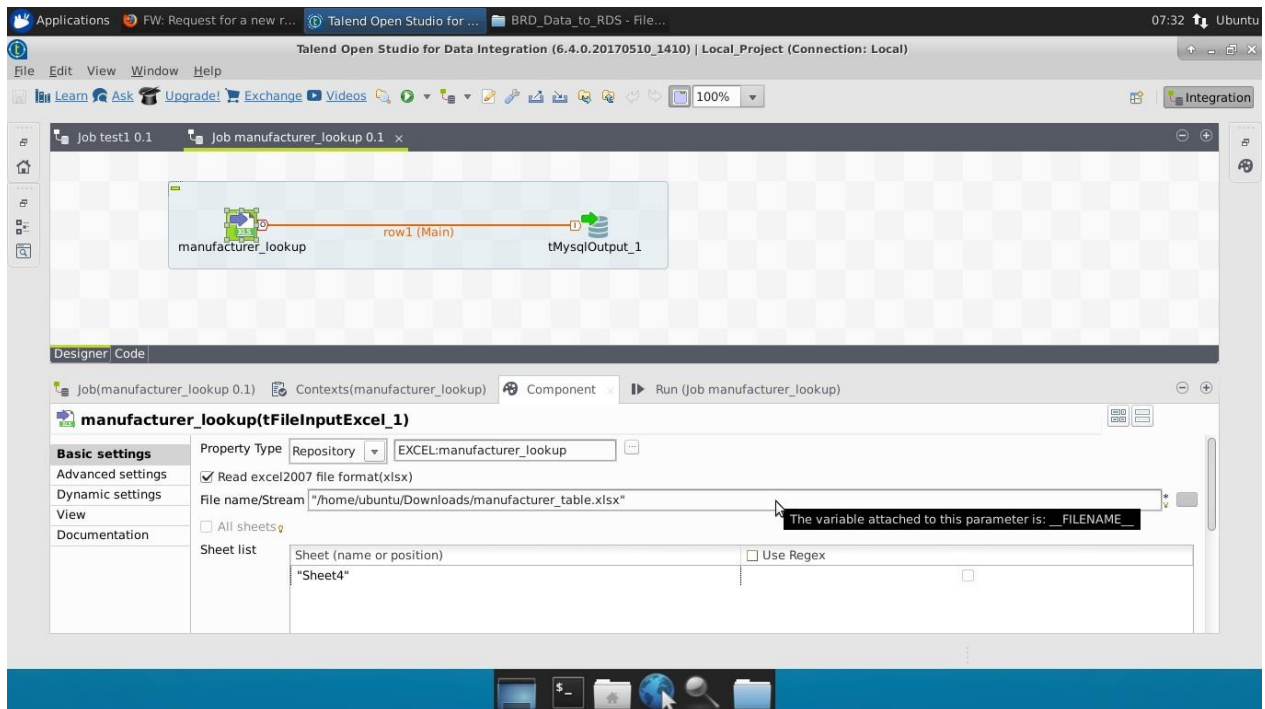 Applications FW: Request for a new r... Talend Open Studio for ... BRD_Data_to_RDS - File... 07:32 Ubuntu
Talend Open Studio for Data Integration (6.4.0.20170510_1410) | Local_Project (Connection: Local)
File Edit View Window Help
Learn Ask Upgrade! Exchange Videos 100% Integration
Job test1 0.1 Job manufacturer_lookup 0.1
XLS
row1 (Main)
manufacturer_lookup tMysqlOutput_1
Designer Code
Job(manufacturer_lookup 0.1) Contexts(manufacturer_lookup) Component Run (Job manufacturer_lookup)
manufacturer_lookup(tFileInputExcel_1)
Basic settings Property Type Repository EXCEL:manufacturer_lookup
Advanced settings Read excel2007 file format(xlsx)
Dynamic settings File name/Stream "/home/ubuntu/Downloads/manufacturer_table.xlsx"
View The variable attached to this parameter is: __FILENAME__
All sheets
Documentation
Sheet list Sheet (name or position) Use Regex
"Sheet4"
$_